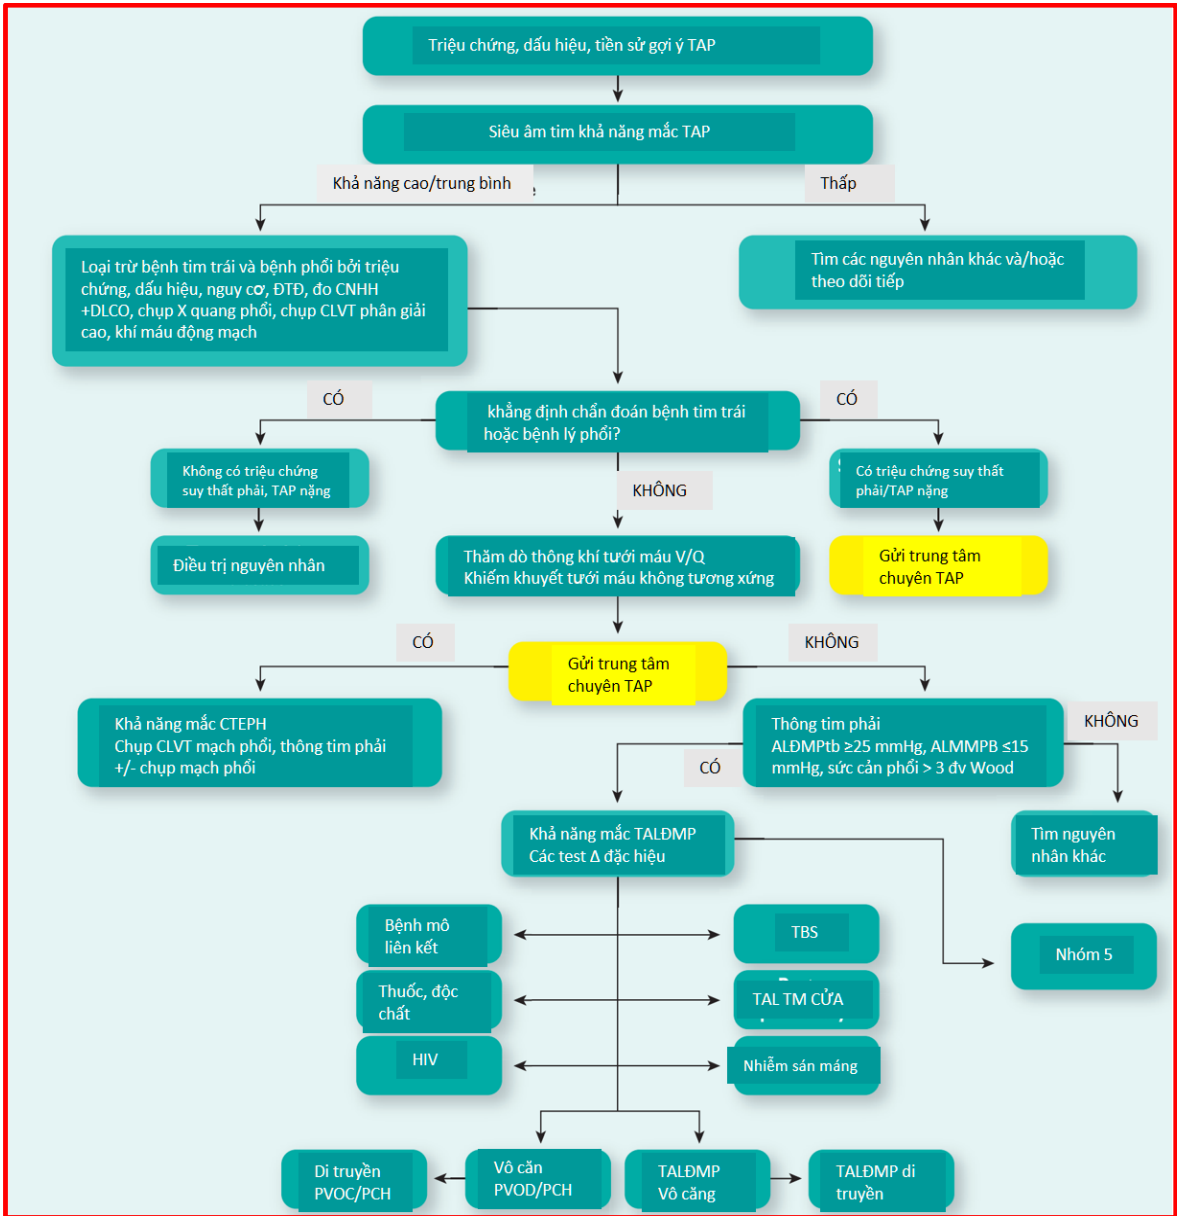 Triệu chứng, dấu hiệu, tiền sử gợi ý TAP
Siêu âm tim khả năng mắc TAP
Khả năng cao/trung bình
Thấp
Loại trừ bệnh tim trái và bệnh phổi bởi triệu
chứng, dấu hiệu, nguy cơ, ĐTĐ, đo CNHH
+DLCO, chụp X quang phổi, chụp CLVT phân giải
cao, khí máu động mạch
Tìm các nguyên nhân khác và/hoặc
theo dõi tiếp
CÓ
khẳng định chẩn đoán bệnh tim trái
hoặc bệnh lý phổi?
CÓ
Không có triệu chứng
suy thất phải, TAP nặng
KHÔNG
Có triệu chứng suy thất
phải/TAP nặng
Điều trị nguyên nhân
Thăm dò thông khí tưới máu V/Q
Khiếm khuyết tưới máu không tương xứng
Gửi trung tâm
chuyên TAP
CÓ
Gửi trung tâm
chuyên TAP
KHÔNG
Khả năng mắc CTEPH
Chụp CLVT mạch phổi, thông tim phải
+/- chụp mạch phổi
Thông tim phải
ALĐMPtb ≥25 mmHg, ALMMPB ≤15
mmHg, sức cản phổi > 3 đv Wood
KHÔNG
CÓ
Khả năng mắc TALĐMP
Các test Δ đặc hiệu
Tìm nguyên
nhân khác
Bệnh mô
liên kết
TBS
Nhóm 5
Thuốc, độc
chất
TAL TM CỬA
HIV
Nhiễm sán máng
Di truyền
PVOC/PCH
Vô căn
PVOD/PCH
TALĐMP
Vô căng
TALĐMP di
truyền